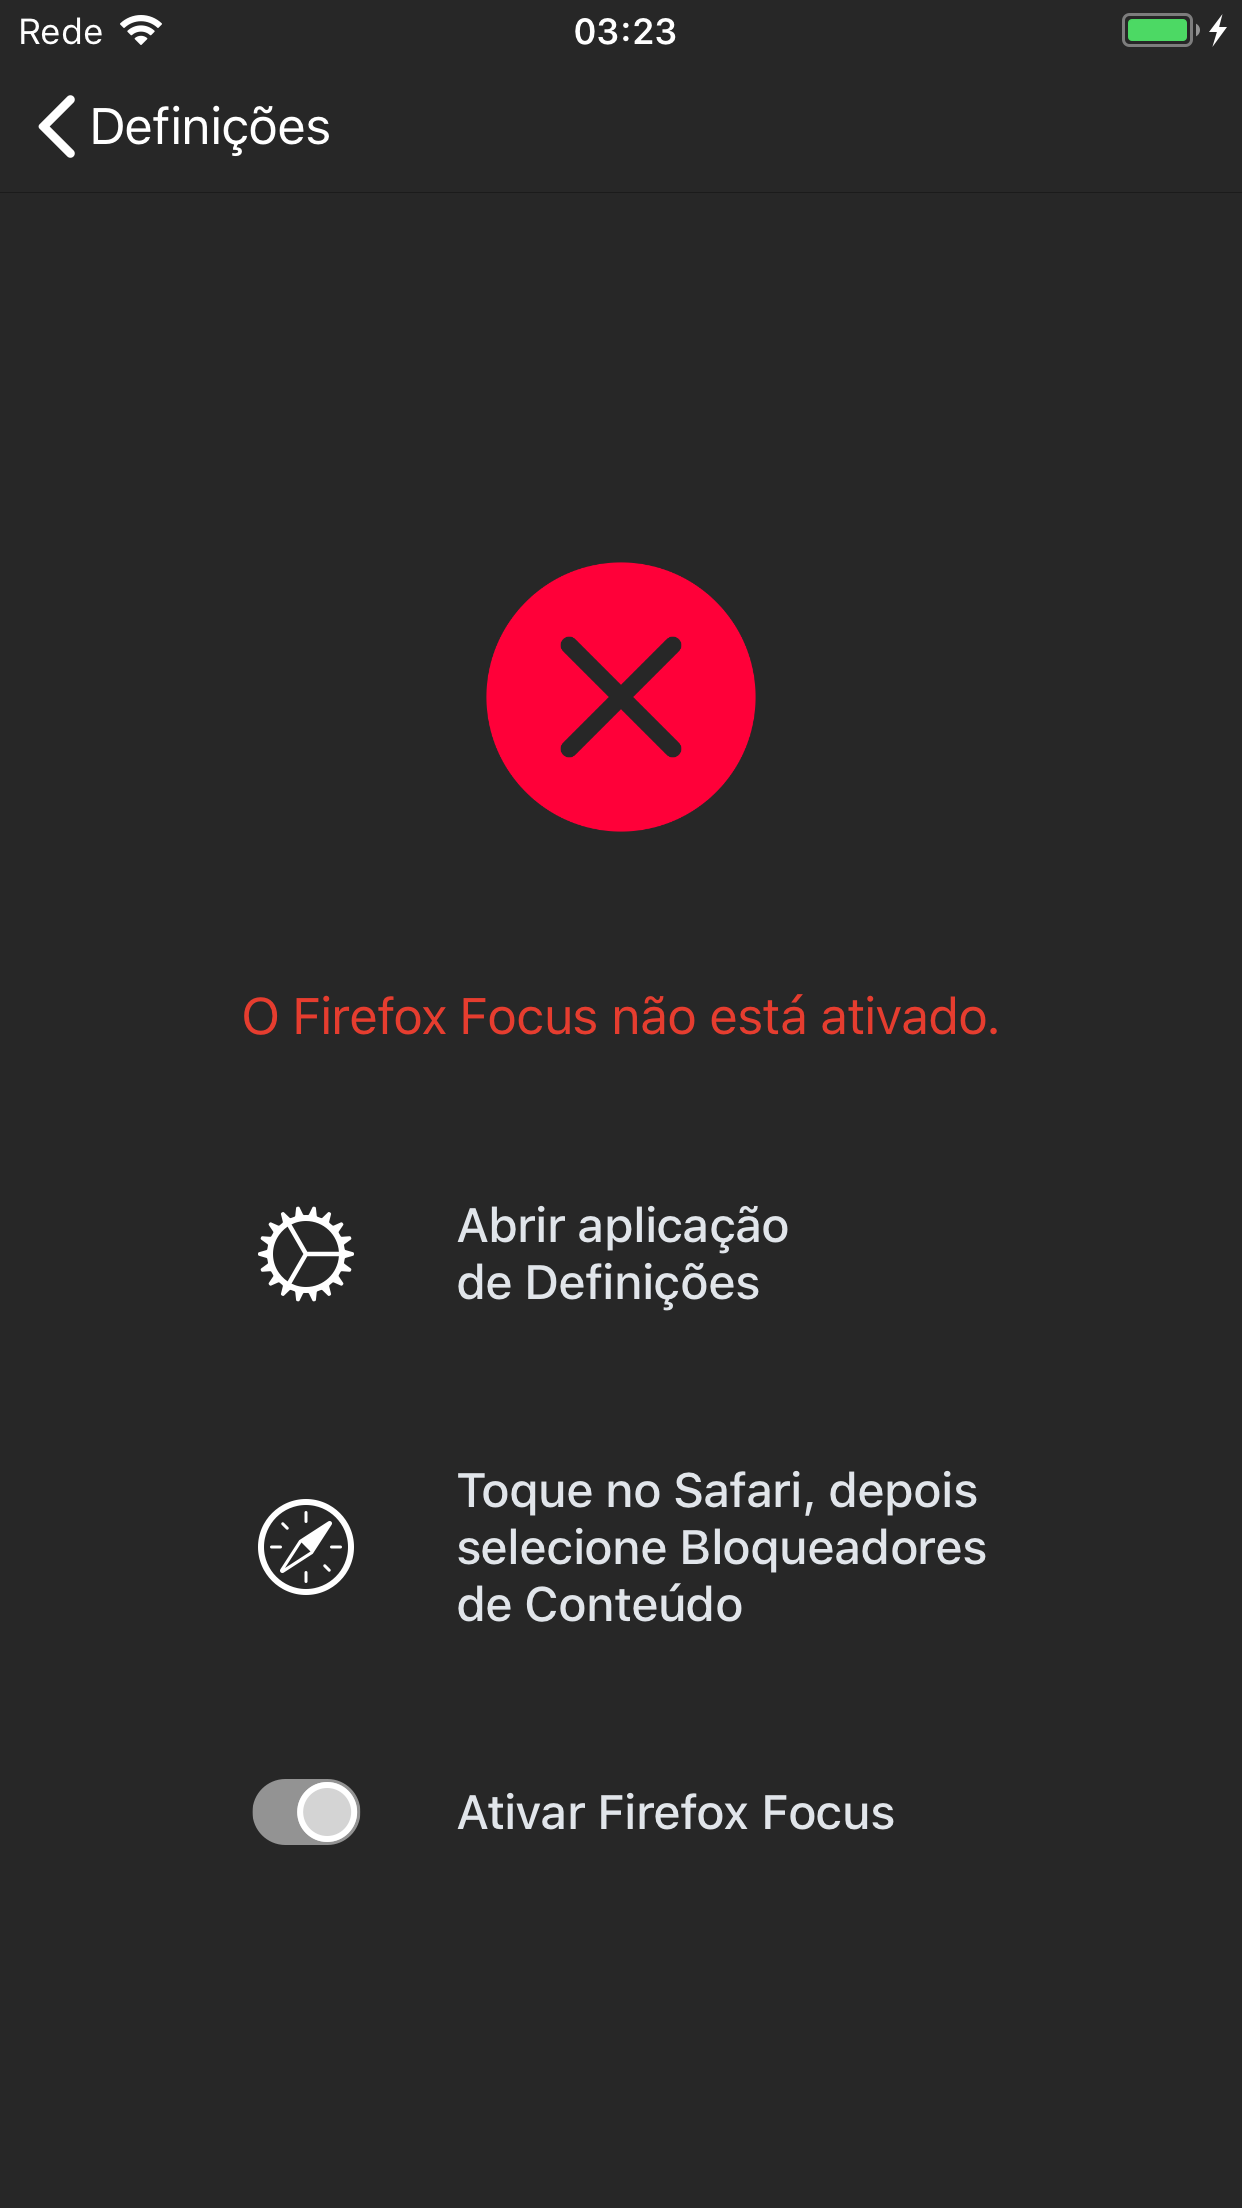 Rede
03:23
Definições
O Firefox Focus não está ativado.
Abrir aplicação
de Definições
Toque no Safari, depois
selecione Bloqueadores
de Conteúdo
Ativar Firefox Focus